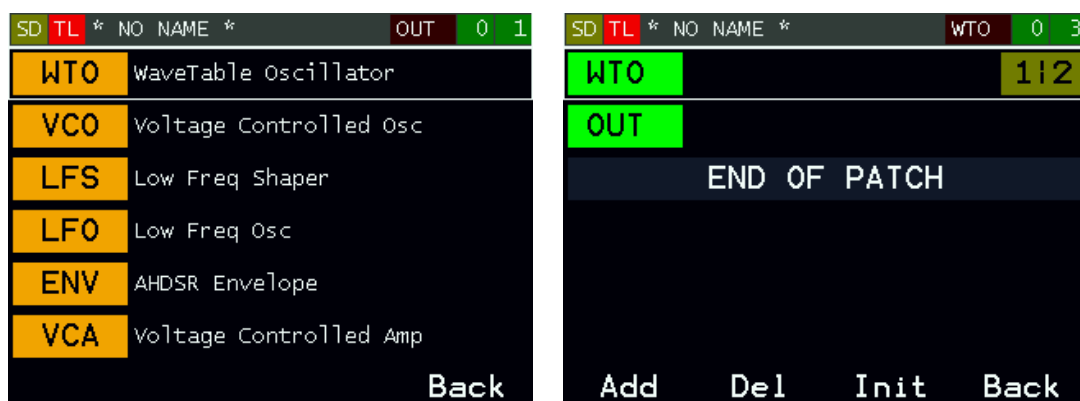 SD TL * NO NAME * OUT 0 1
WTO WaveTable Oscillator
VCO Voltage Controlled Osc
LFS Low Freq Shaper
LFO Low Freq Osc
ENV AHDSR Envelope
VCA Voltage Controlled Amp
Back
SD TL * NO NAME * WTO 0 3
WTO 1|2
OUT
END OF PATCH
Add Del Init Back